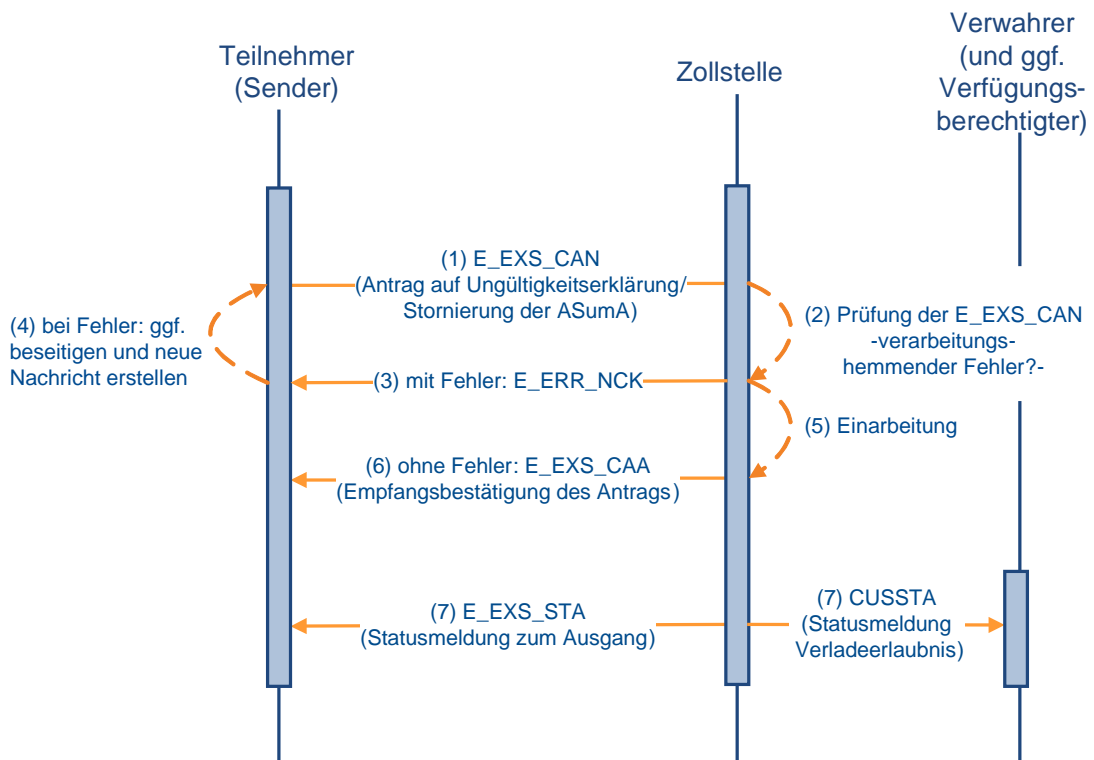 Teilnehmer
(Sender)
Zollstelle
Verwahrer
(und ggf.
Verfügungs-
berechtigter)
(1) E_EXS_CAN
(Antrag auf Ungültigkeitserklärung/
Stornierung der ASumA)
(2) Prüfung der E_EXS_CAN
-verarbeitungs-
hemmender Fehler?-
(4) bei Fehler: ggf.
beseitigen und neue
Nachricht erstellen
(3) mit Fehler: E_ERR_NCK
(5) Einarbeitung
(6) ohne Fehler: E_EXS_CAA
(Empfangsbestätigung des Antrags)
(7) E_EXS_STA
(Statusmeldung zum Ausgang)
(7) CUSSTA
(Statusmeldung
Verladeerlaubnis)